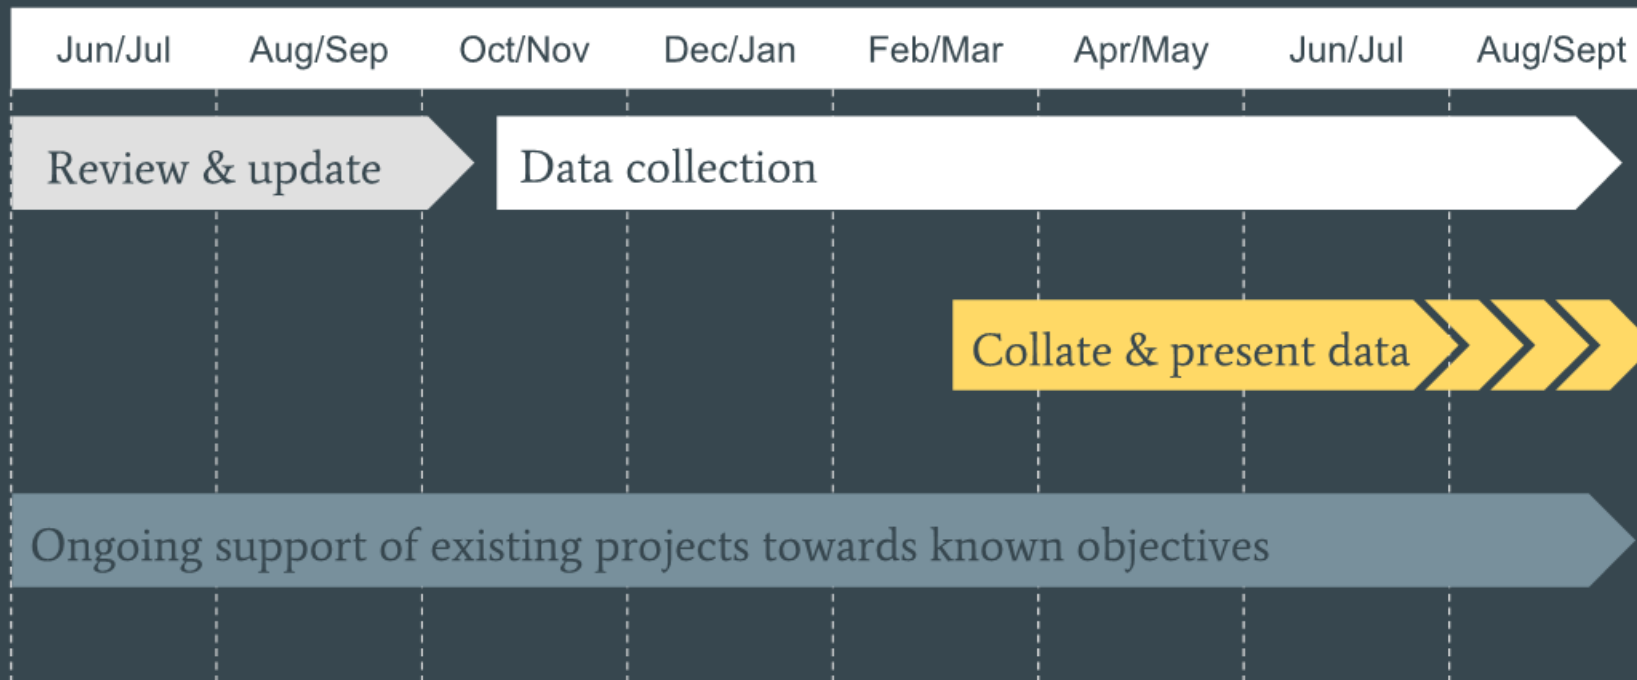 Jun/Jul Aug/Sep Oct/Nov Dec/Jan Feb/Mar Apr/May Jun/Jul Aug/Sept
Review & update Data collection
Collate & present data
Ongoing support of existing projects towards known objectives